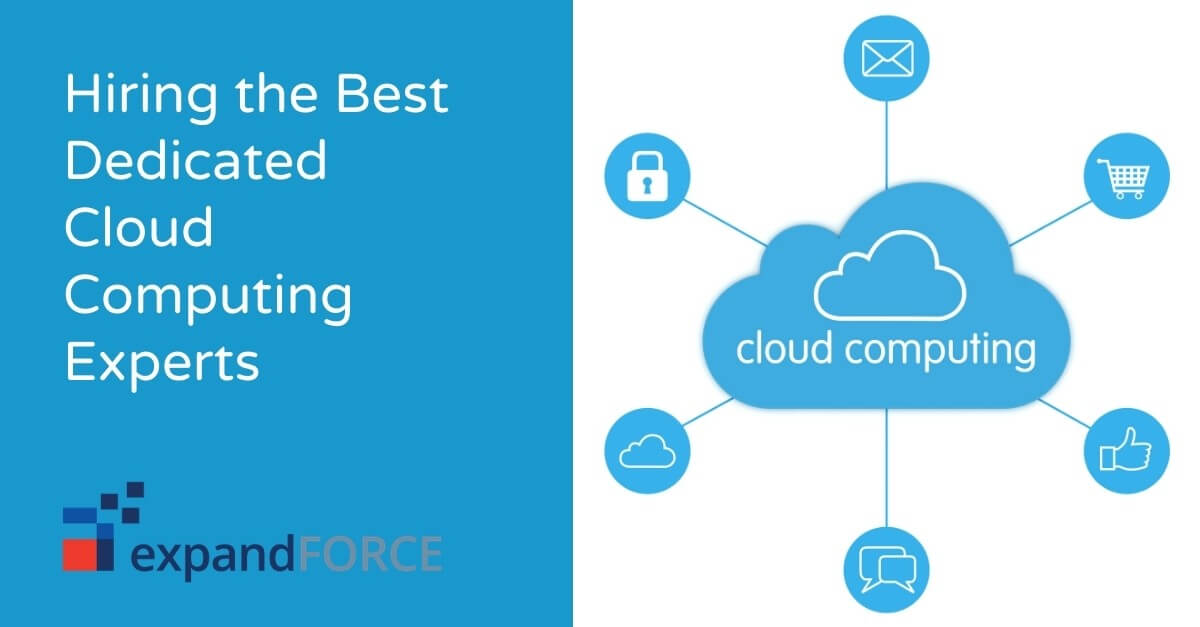 Hiring the Best
Dedicated
Cloud
Computing
Experts
expandFORCE
cloud computing